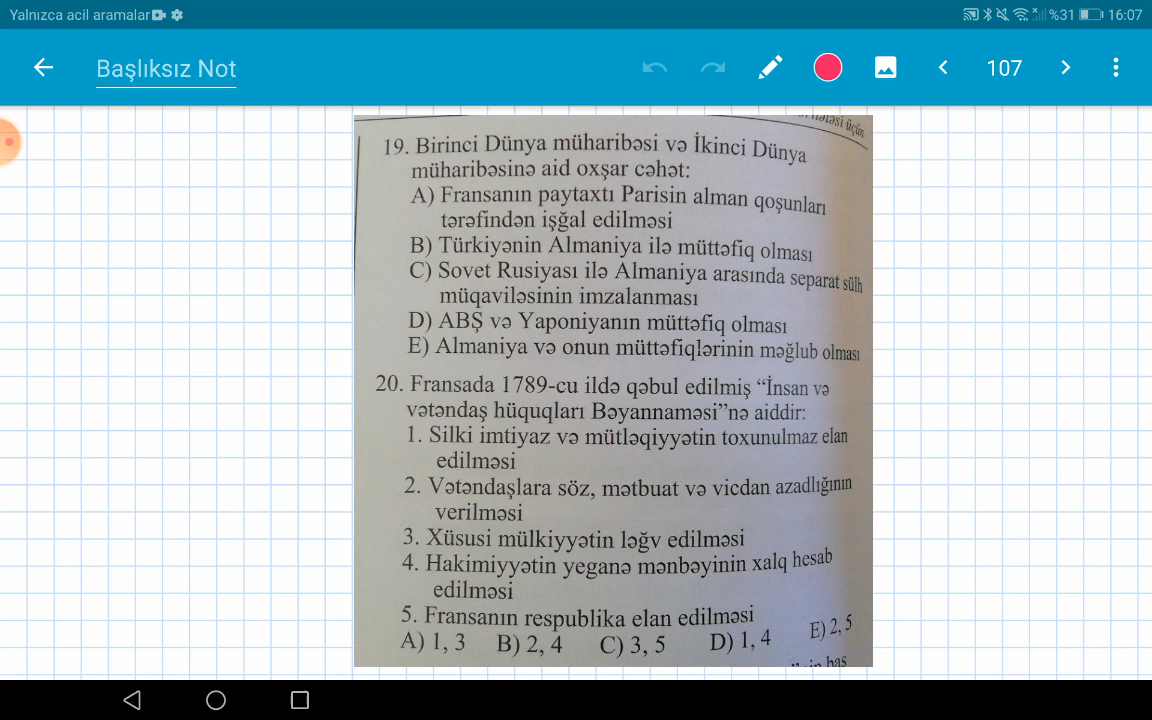 Yalnızca acil aramalar
%31 16:07
Başlıksız Not
107
19. Birinci Dünya müharibəsi və İkinci Dünya
müharibəsinə aid oxşar cəhət:
A) Fransanın paytaxtı Parisin alman qoşunları
tərəfindən işğal edilməsi
B) Türkiyənin Almaniya ilə müttəfiq olması
C) Sovet Rusiyası ilə Almaniya arasında separat sülh
müqaviləsinin imzalanması
D) ABŞ və Yaponiyanın müttəfiq olması
E) Almaniya və onun müttəfiqlərinin məğlub olması
20. Fransada 1789-cu ildə qəbul edilmiş “İnsan və
vətəndaş hüquqları Bəyannaməsi”nə aiddir:
1. Silki imtiyaz və mütləqiyyətin toxunulmaz elan
edilməsi
2. Vətəndaşlara söz, mətbuat və vicdan azadlığının
verilməsi
3. Xüsusi mülkiyyətin ləğv edilməsi
4. Hakimiyyətin yeganə mənbəyinin xalq hesab
edilməsi
5. Fransanın respublika elan edilməsi
A) 1, 3 B) 2, 4 C) 3, 5 D) 1, 4 E) 2, 5